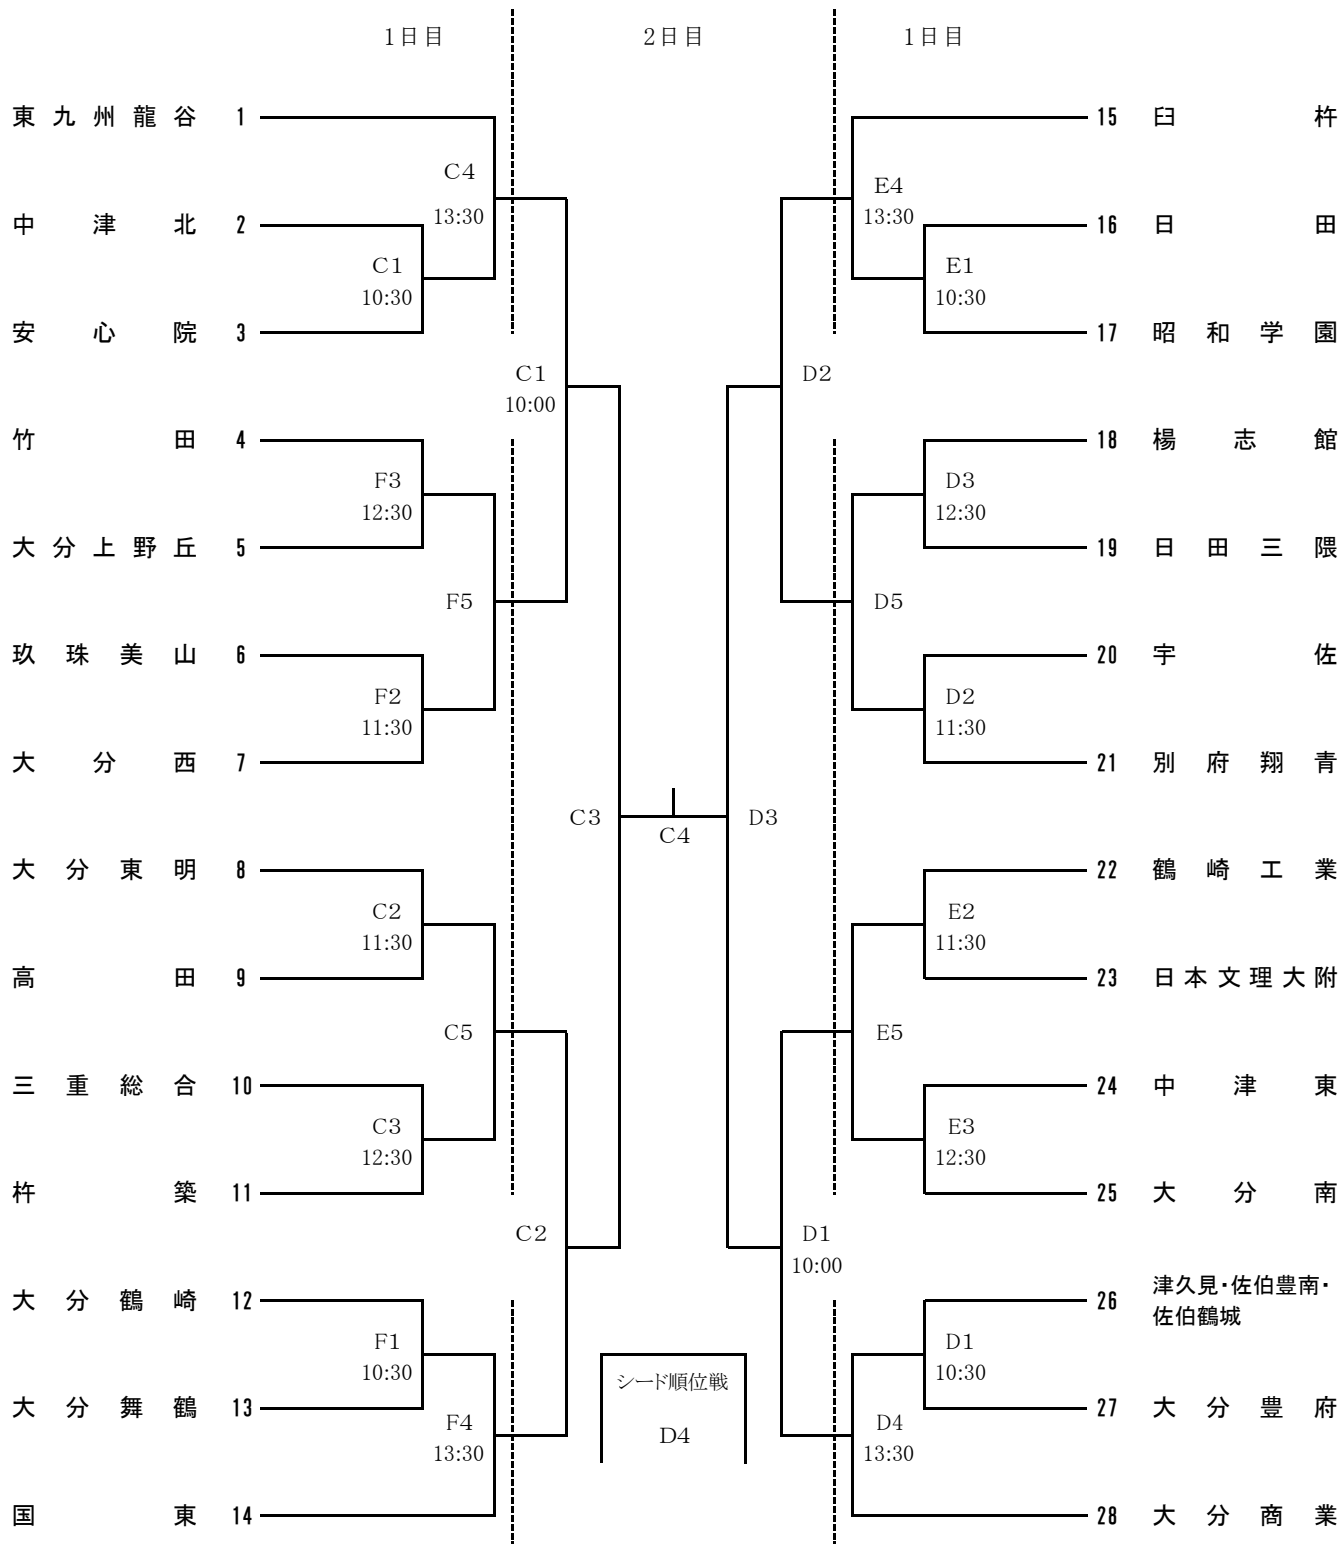 1日目 2日目 1日目
東九州龍谷 1
15 臼杵
C4
13:30
E4
13:30
中津北 2
16 日田
C1
10:30
E1
10:30
安心院 3
17 昭和学園
C1
10:00
D2
竹田 4
18 楊志館
F3
12:30
D3
12:30
大分上野丘 5
19 日田三隈
F5
D5
玖珠美山 6
20 宇佐
F2
11:30
D2
11:30
大分西 7
21 別府翔青
C3
C4
D3
大分東明 8
22 鶴崎工業
C2
11:30
E2
11:30
高田 9
23 日本文理大附
C5
E5
三重総合 10
24 中津東
C3
12:30
E3
12:30
杵築 11
25 大分南
C2
D1
10:00
大分鶴崎 12
26 津久見・佐伯豊南・
佐伯鶴城
F1
10:30
D1
10:30
シード順位戦
D4
大分舞鶴 13
27 大分豊府
F4
13:30
D4
13:30
国東 14
28 大分商業